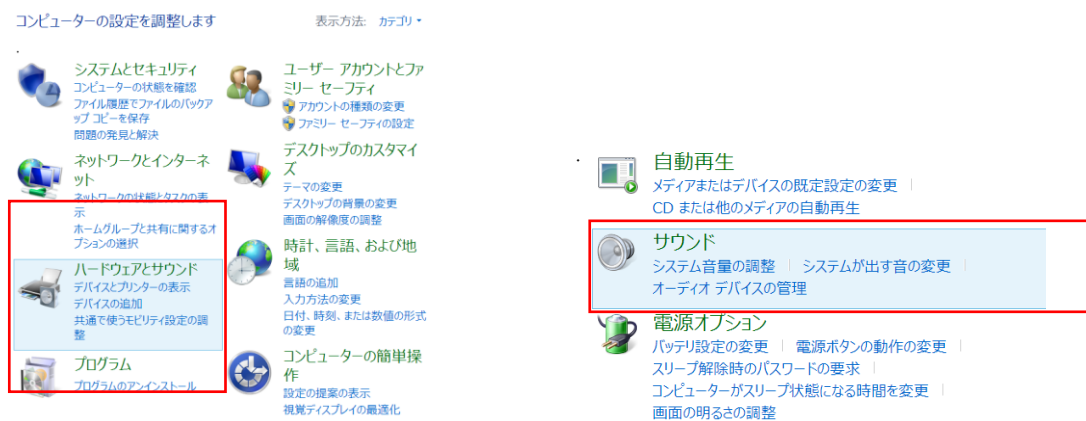 コンピューターの設定を調整します
表示方法: カテゴリ
システムとセキュリティ
コンピューターの状態を確認
ファイル履歴でファイルのバックア
ップ コピーを保存
問題の発見と解決
ネットワークとインターネ
ット
ネットワークの状態とタスクの表
示
ホームグループと共有に関するオ
プションの選択
ハードウェアとサウンド
デバイスとプリンターの表示
デバイスの追加
共通で使うモビリティ設定の調
整
プログラム
プログラムのアンインストール
ユーザー アカウントとファ
ミリー セーフティ
アカウントの種類の変更
ファミリー セーフティの設定
デスクトップのカスタマイ
ズ
テーマの変更
デスクトップの背景の変更
画面の解像度の調整
時計、言語、および地
域
言語の追加
入力方法の変更
日付、時刻、または数値の形式
の変更
コンピューターの簡単操
作
設定の提案の表示
視覚ディスプレイの最適化
自動再生
メディアまたはデバイスの既定設定の変更
CD または他のメディアの自動再生
サウンド
システム音量の調整 システムが出す音の変更
オーディオ デバイスの管理
電源オプション
バッテリ設定の変更 電源ボタンの動作の変更
スリープ解除時のパスワードの要求
コンピューターがスリープ状態になる時間を変更
画面の明るさの調整